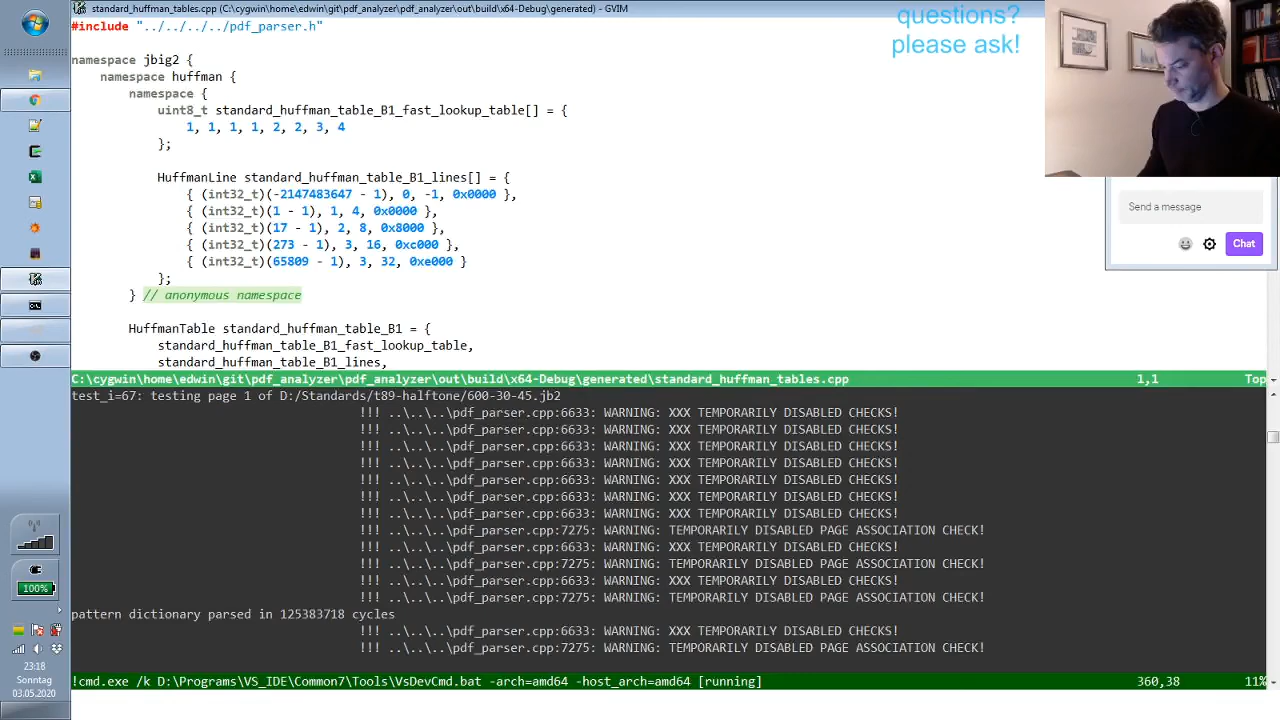 standard_huffman_tables.cpp (C:\cygwin\home\edwin\git\pdf_analyzer\pdf_analyzer\out\build\x64-Debug\generated) - GVIM
#include "../../../../pdf_parser.h"
questions?
please ask!
namespace jbig2 {
namespace huffman {
namespace {
uint8_t standard_huffman_table_B1_fast_lookup_table[] = {
1, 1, 1, 1, 2, 2, 3, 4
};
HuffmanLine standard_huffman_table_B1_lines[] = {
{ (int32_t)(-2147483647 - 1), 0, -1, 0x0000 },
{ (int32_t)(1 - 1), 1, 4, 0x0000 },
{ (int32_t)(17 - 1), 2, 8, 0x8000 },
{ (int32_t)(273 - 1), 3, 16, 0xc000 },
{ (int32_t)(65809 - 1), 3, 32, 0xe000 }
};
} // anonymous namespace
HuffmanTable standard_huffman_table_B1 = {
standard_huffman_table_B1_fast_lookup_table,
standard_huffman_table_B1_lines,
Send a message
Chat
C:\cygwin\home\edwin\git\pdf_analyzer\pdf_analyzer\out\build\x64-Debug\generated\standard_huffman_tables.cpp 1,1 Top
test_i=67: testing page 1 of D:/Standards/t89-halftone/600-30-45.jb2
!!! ..\..\..\pdf_parser.cpp:6633: WARNING: XXX TEMPORARILY DISABLED CHECKS!
!!! ..\..\..\pdf_parser.cpp:6633: WARNING: XXX TEMPORARILY DISABLED CHECKS!
!!! ..\..\..\pdf_parser.cpp:6633: WARNING: XXX TEMPORARILY DISABLED CHECKS!
!!! ..\..\..\pdf_parser.cpp:6633: WARNING: XXX TEMPORARILY DISABLED CHECKS!
!!! ..\..\..\pdf_parser.cpp:6633: WARNING: XXX TEMPORARILY DISABLED CHECKS!
!!! ..\..\..\pdf_parser.cpp:6633: WARNING: XXX TEMPORARILY DISABLED CHECKS!
!!! ..\..\..\pdf_parser.cpp:6633: WARNING: XXX TEMPORARILY DISABLED CHECKS!
!!! ..\..\..\pdf_parser.cpp:7275: WARNING: TEMPORARILY DISABLED PAGE ASSOCIATION CHECK!
!!! ..\..\..\pdf_parser.cpp:6633: WARNING: XXX TEMPORARILY DISABLED CHECKS!
!!! ..\..\..\pdf_parser.cpp:7275: WARNING: TEMPORARILY DISABLED PAGE ASSOCIATION CHECK!
!!! ..\..\..\pdf_parser.cpp:6633: WARNING: XXX TEMPORARILY DISABLED CHECKS!
!!! ..\..\..\pdf_parser.cpp:7275: WARNING: TEMPORARILY DISABLED PAGE ASSOCIATION CHECK!
pattern dictionary parsed in 125383718 cycles
!!! ..\..\..\pdf_parser.cpp:6633: WARNING: XXX TEMPORARILY DISABLED CHECKS!
!!! ..\..\..\pdf_parser.cpp:7275: WARNING: TEMPORARILY DISABLED PAGE ASSOCIATION CHECK!
!cmd.exe /k D:\Programs\VS_IDE\Common7\Tools\VsDevCmd.bat -arch=amd64 -host_arch=amd64 [running] 360,38 11%
100%
23:18
Sonntag
03.05.2020